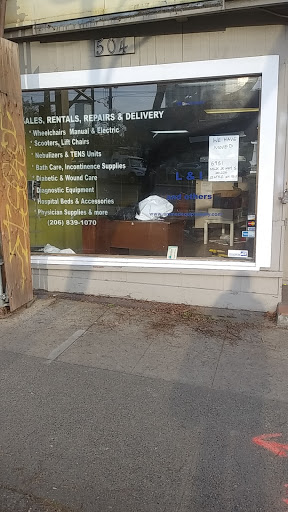 504
SALES, RENTALS, REPAIRS & DELIVERY
* Wheelchairs Manual & Electric
* Scooters, Lift Chairs
* Nebulizers & TENS Units
* Bath Care, Incontinence Supplies
* Diabetic & Wound Care
* Diagnostic Equipment
* Hospital Beds & Accessories
* Physician Supplies & more
(206) 839-1070
WE HAVE
MOVED
L & L